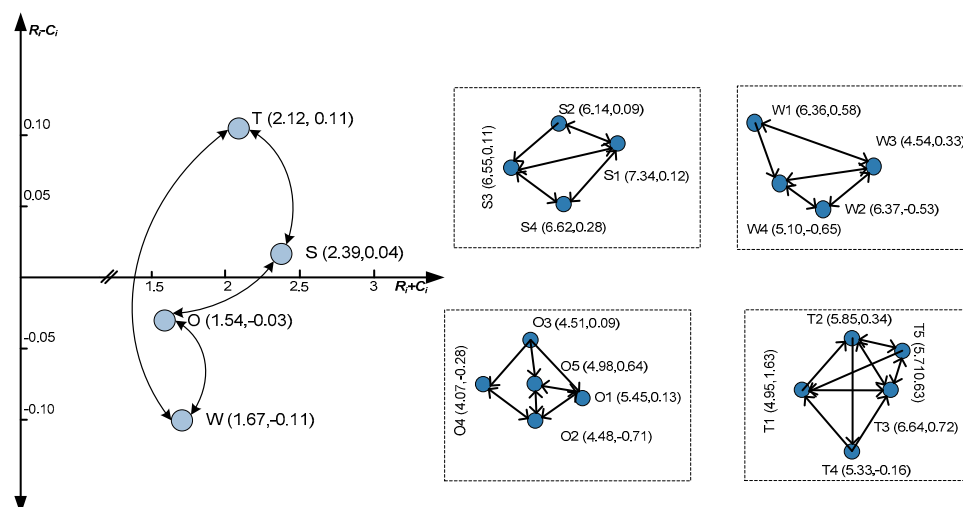 Ri-Ci
0.10
0.05
-0.05
-0.10
1.5
2
2.5
3
Ri+Ci
T (2.12, 0.11)
S (2.39,0.04)
O (1.54,-0.03)
W (1.67,-0.11)
S2 (6.14,0.09)
S3 (6.55,0.11)
S1 (7.34,0.12)
S4 (6.62,0.28)
W1 (6.36,0.58)
W3 (4.54,0.33)
W2 (6.37,-0.53)
W4 (5.10,-0.65)
O3 (4.51,0.09)
O4 (4.07,-0.28)
O5 (4.98,0.64)
O1 (5.45,0.13)
O2 (4.48,-0.71)
T2 (5.85,0.34)
T5 (5.710,63)
T1 (4.95,1.63)
T3 (6.64,0.72)
T4 (5.33,-0.16)